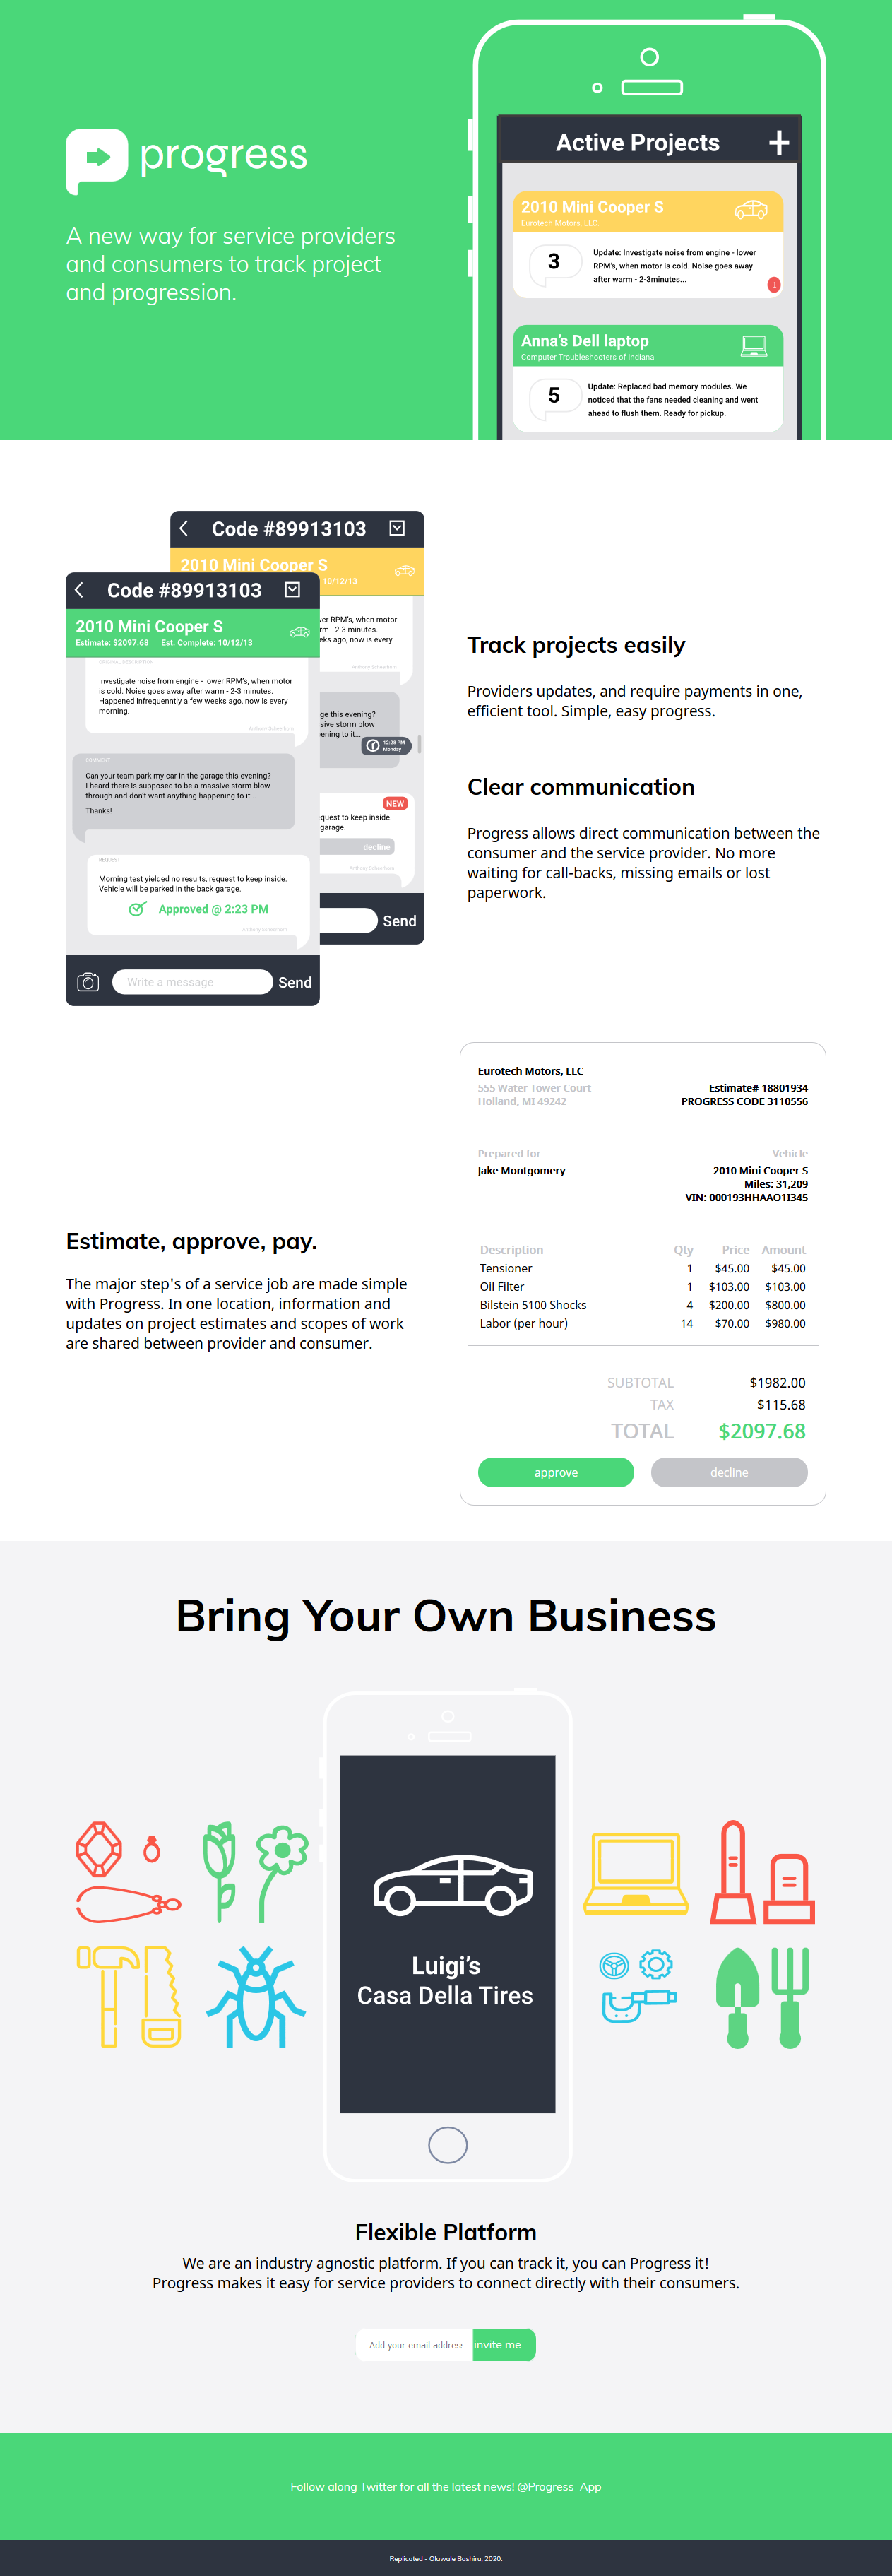 progress
A new way for service providers
and consumers to track project
and progression.
Active Projects
2010 Mini Cooper S
Eurotech Motors, LLC.
3
Update: Investigate noise from engine - lower
RPM's, when motor is cold. Noise goes away
after warm - 2-3minutes...
1
Anna's Dell laptop
Computer Troubleshooters of Indiana
5
Update: Replaced bad memory modules. We
noticed that the fans needed cleaning and went
ahead to flush them. Ready for pickup.
Code #89913103
2010 Mini Cooper S
10/12/13
ver RPM's, when motor
rm - 2-3 minutes.
eks ago, now is every
Anthony Schwefnorn
ge this evening?
sive storm blow
ening to it...
12:28 PM
Monday
NEW
quest to keep inside.
garage.
decline
Anthony Schwefnorn
Send
Code #89913103
2010 Mini Cooper S
Estimate: $2097.68 Est. Complete: 10/12/13
ORIGINAL DESCRIPTION
Investigate noise from engine - lower RPM's, when motor
is cold. Noise goes away after warm - 2-3 minutes.
Happened infrequenntly a few weeks ago, now is every
morning.
Anthony Schwefnorn
COMMENT
Can your team park my car in the garage this evening?
I heard there is supposed to be a massive storm blow
through and don't want anything happening to it...
Thanks!
REQUEST
Morning test yielded no results, request to keep inside.
Vehicle will be parked in the back garage.
Approved @ 2:23 PM
Anthony Schwefnorn
Write a message
Send
Track projects easily
Providers updates, and require payments in one,
efficient tool. Simple, easy progress.
Clear communication
Progress allows direct communication between the
consumer and the service provider. No more
waiting for call-backs, missing emails or lost
paperwork.
Estimate, approve, pay.
The major step's of a service job are made simple
with Progress. In one location, information and
updates on project estimates and scopes of work
are shared between provider and consumer.
Eurotech Motors, LLC
555 Water Tower Court
Holland, MI 49242
Estimate# 18801934
PROGRESS CODE 3110556
Prepared for
Jake Montgomery
Vehicle
2010 Mini Cooper S
Miles: 31,209
VIN: 000193HHAAO1I345
Description Qty Price Amount
Tensioner 1 $45.00 $45.00
Oil Filter 1 $103.00 $103.00
Bilstein 5100 Shocks 4 $200.00 $800.00
Labor (per hour) 14 $70.00 $980.00
SUBTOTAL $1982.00
TAX $115.68
TOTAL $2097.68
approve
decline
Bring Your Own Business
Luigi's
Casa Della Tires
Flexible Platform
We are an industry agnostic platform. If you can track it, you can Progress it!
Progress makes it easy for service providers to connect directly with their consumers.
Add your email address
invite me
Follow along Twitter for all the latest news! @Progress_App
Replicated - Olawale Bashiru, 2020.